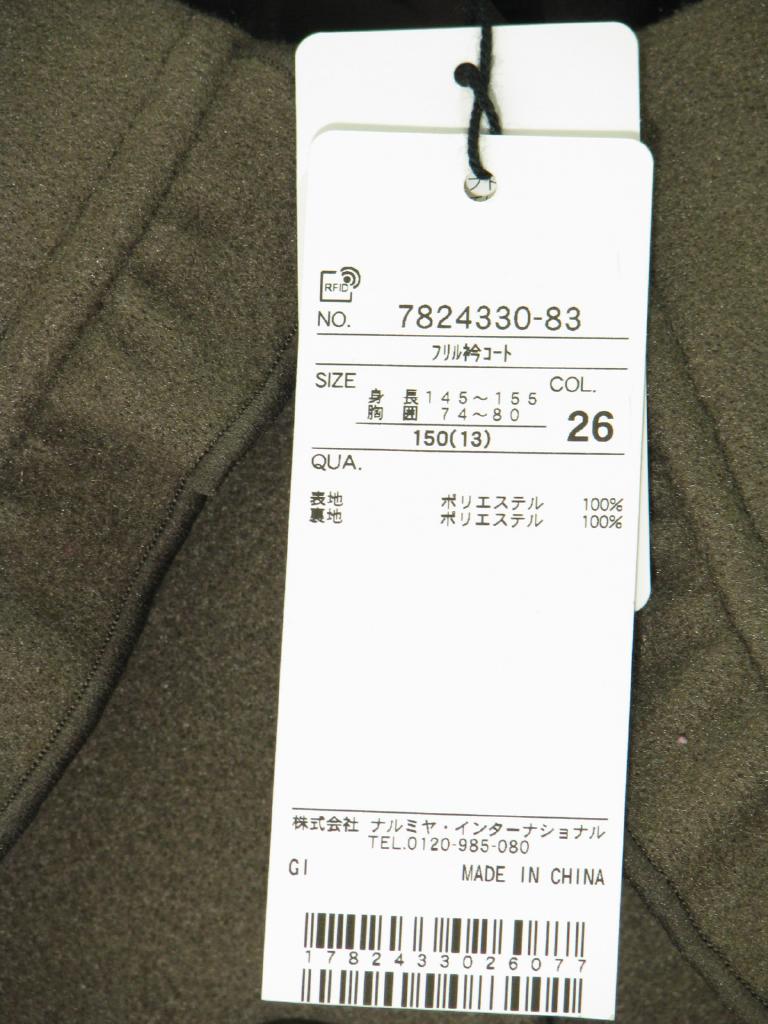 RFID
NO. 7824330-83
フリル衿コート
SIZE COL.
身 長 145～155
胸 囲 74～80
150(13) 26
QUA.
表地 ポリエステル 100%
裏地 ポリエステル 100%
株式会社 ナルミヤ・インターナショナル
TEL.0120-985-080
GI MADE IN CHINA
1782433026077